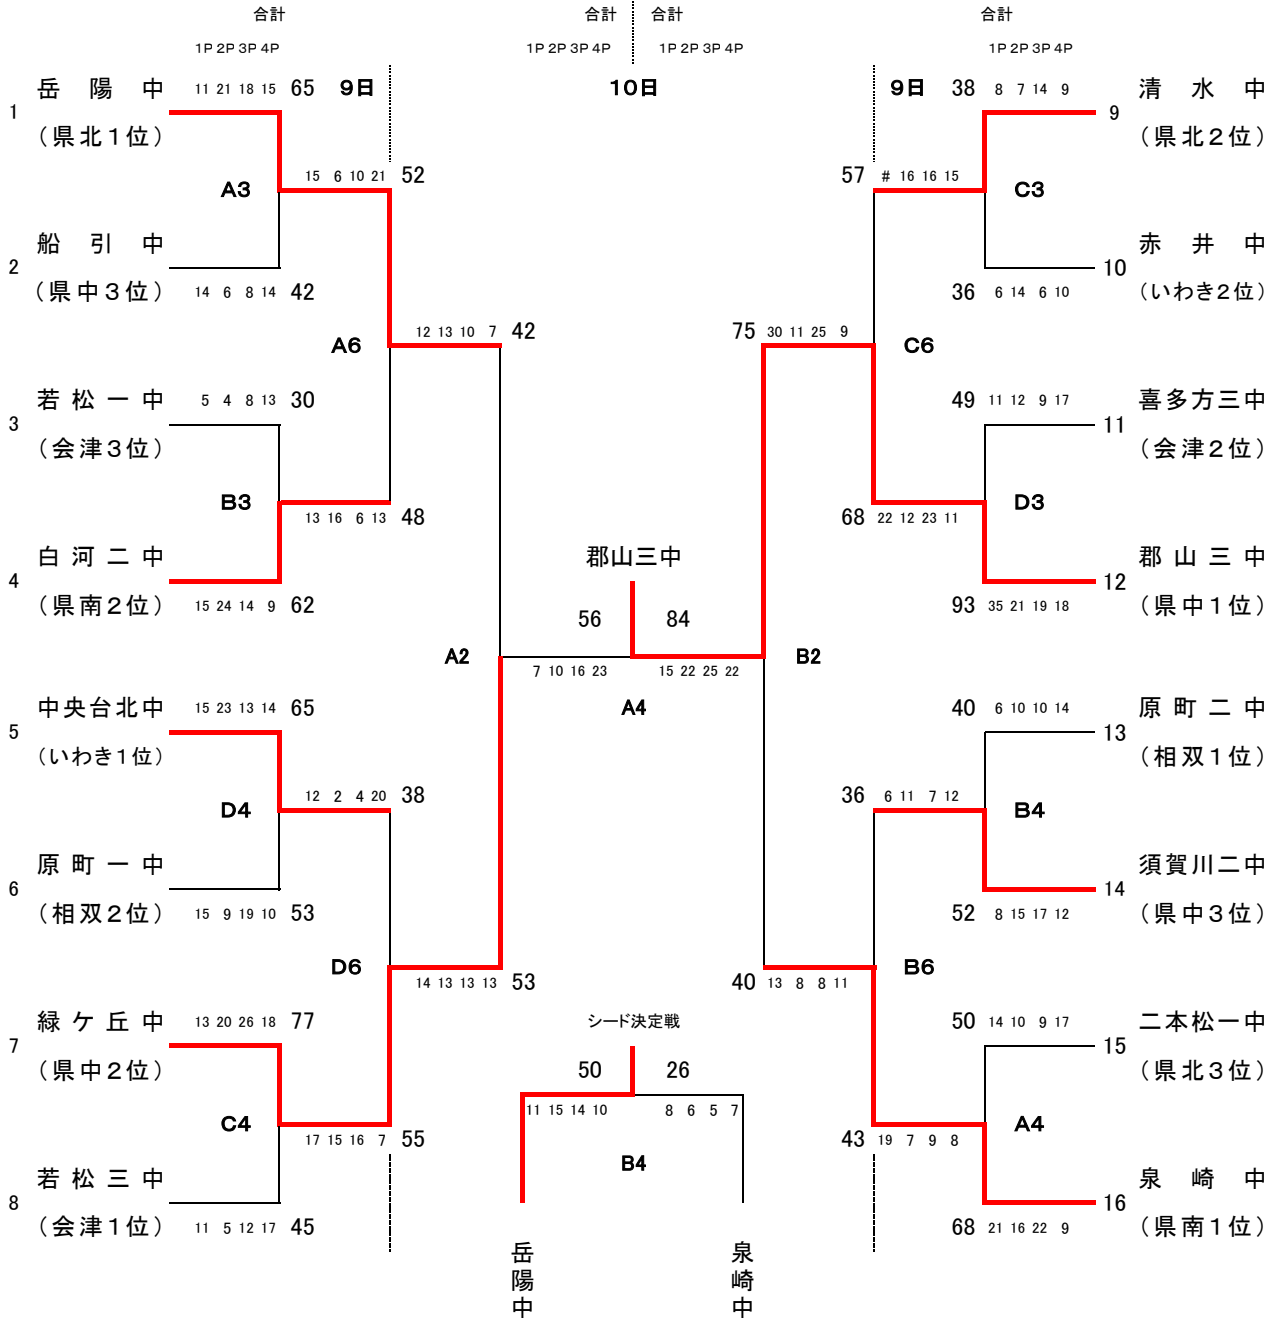 合計 合計 合計 合計
1P 2P 3P 4P 1P 2P 3P 4P 1P 2P 3P 4P 1P 2P 3P 4P
岳陽中 11 21 18 15 65 9日 10日 9日 38 8 7 14 9 清水中
1 9
（県北１位） （県北２位）
15 6 10 21 52 57 # 16 16 15
A3 C3
船引中 赤井中
2 10
（県中３位） 14 6 8 14 42 36 6 14 6 10 （いわき２位）
12 13 10 7 42 75 30 11 25 9
A6 C6
若松一中 5 4 8 13 30 49 11 12 9 17 喜多方三中
3 11
（会津３位） （会津２位）
B3 D3
13 16 6 13 48 68 22 12 23 11
白河二中 郡山三中 郡山三中
4 12
（県南２位） 15 24 14 9 62 93 35 21 19 18 （県中１位）
56 84
A2 B2
7 10 16 23 15 22 25 22
A4
中央台北中 15 23 13 14 65 40 6 10 10 14 原町二中
5 13
（いわき１位） （相双１位）
12 2 4 20 38 36 6 11 7 12
D4 B4
原町一中 須賀川二中
6 14
（相双２位） 15 9 19 10 53 52 8 15 17 12 （県中３位）
D6 B6
14 13 13 13 53 40 13 8 8 11
緑ケ丘中 13 20 26 18 77 シード決定戦 50 14 10 9 17 二本松一中
7 15
（県中２位） 50 26 （県北３位）
11 15 14 10 8 6 5 7
C4 A4
17 15 16 7 55 43 19 7 9 8
B4
若松三中 泉崎中
8 16
（会津１位） 11 5 12 17 45 68 21 16 22 9 （県南１位）
岳陽中 泉崎中